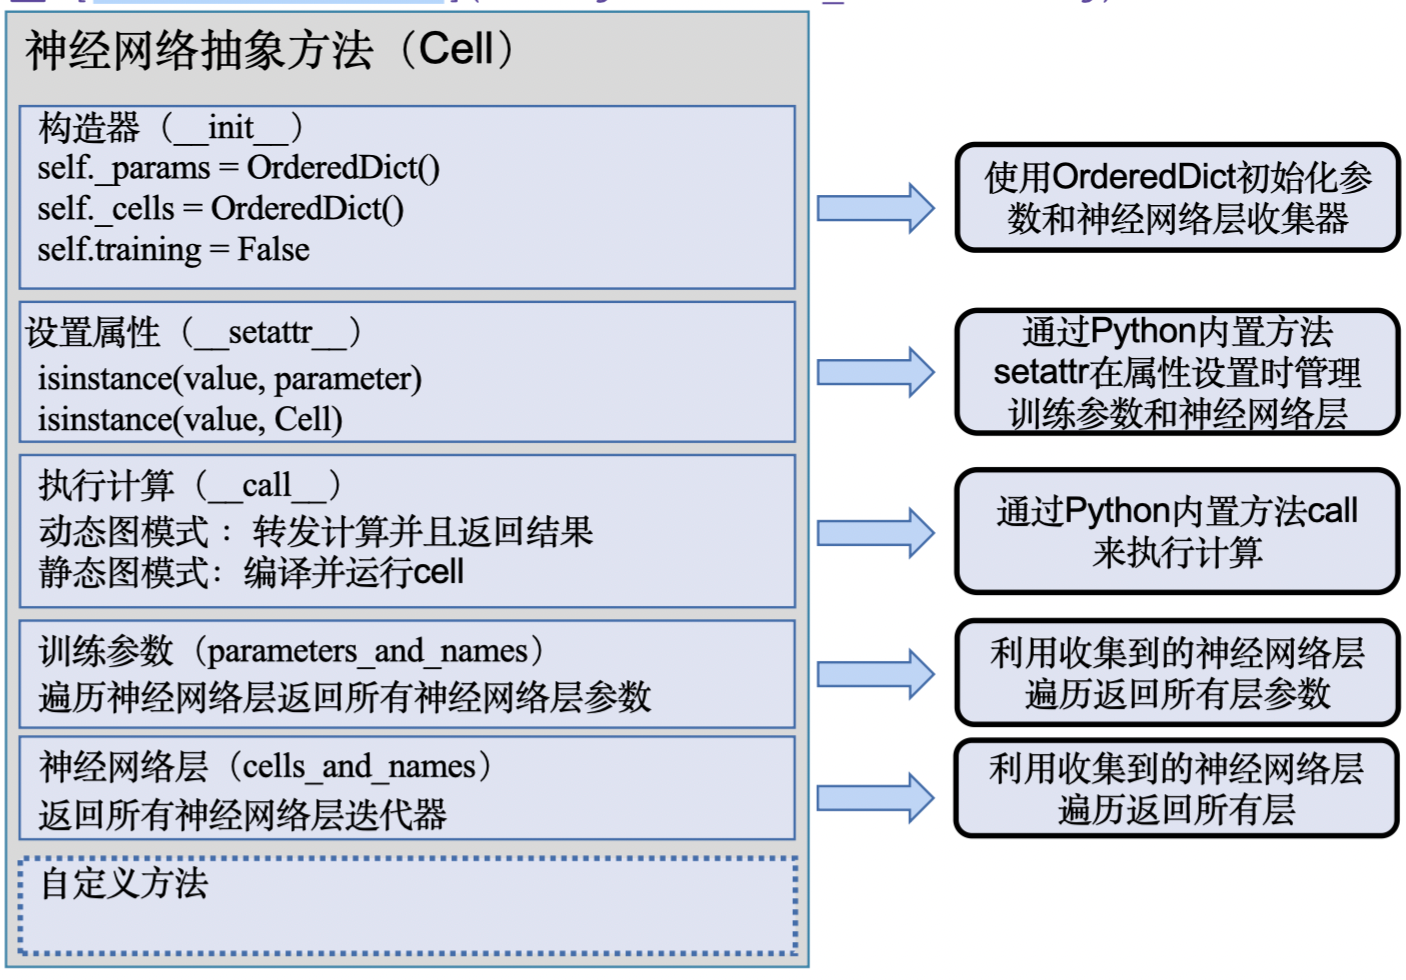 神经网络抽象方法（Cell）
构造器（__init__）
self._params = OrderedDict()
self._cells = OrderedDict()
self.training = False
使用OrderedDict初始化参
数和神经网络层收集器
设置属性（__setattr__）
isinstance(value, parameter)
isinstance(value, Cell)
通过Python内置方法
setattr在属性设置时管理
训练参数和神经网络层
执行计算（__call__）
动态图模式 ：转发计算并且返回结果
静态图模式：编译并运行cell
通过Python内置方法call
来执行计算
训练参数（parameters_and_names）
遍历神经网络层返回所有神经网络层参数
利用收集到的神经网络层
遍历返回所有层参数
神经网络层（cells_and_names）
返回所有神经网络层迭代器
利用收集到的神经网络层
遍历返回所有层
自定义方法